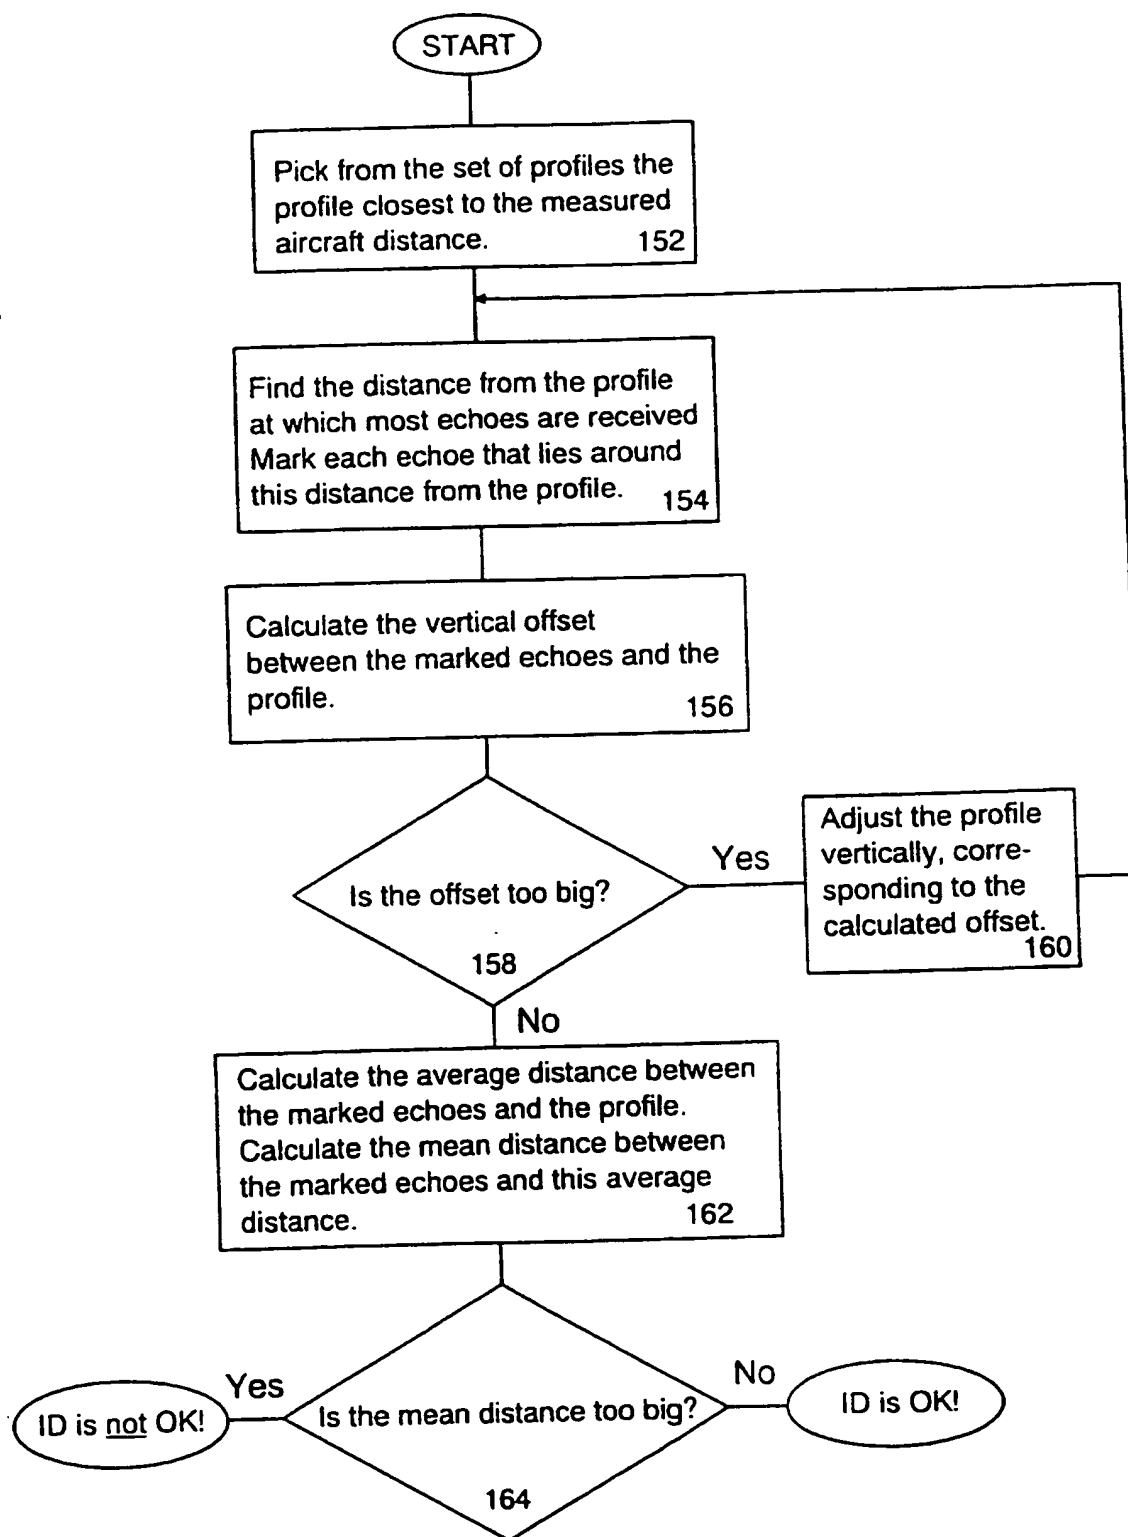 START
Pick from the set of profiles the
profile closest to the measured
aircraft distance.
152
Find the distance from the profile
at which most echoes are received
Mark each echoe that lies around
this distance from the profile.
154
Calculate the vertical offset
between the marked echoes and the
profile.
156
Is the offset too big?
158
Yes
Adjust the profile
vertically, corre-
sponding to the
calculated offset.
160
No
Calculate the average distance between
the marked echoes and the profile.
Calculate the mean distance between
the marked echoes and this average
distance.
162
Is the mean distance too big?
164
Yes
ID is not OK!
No
ID is OK!